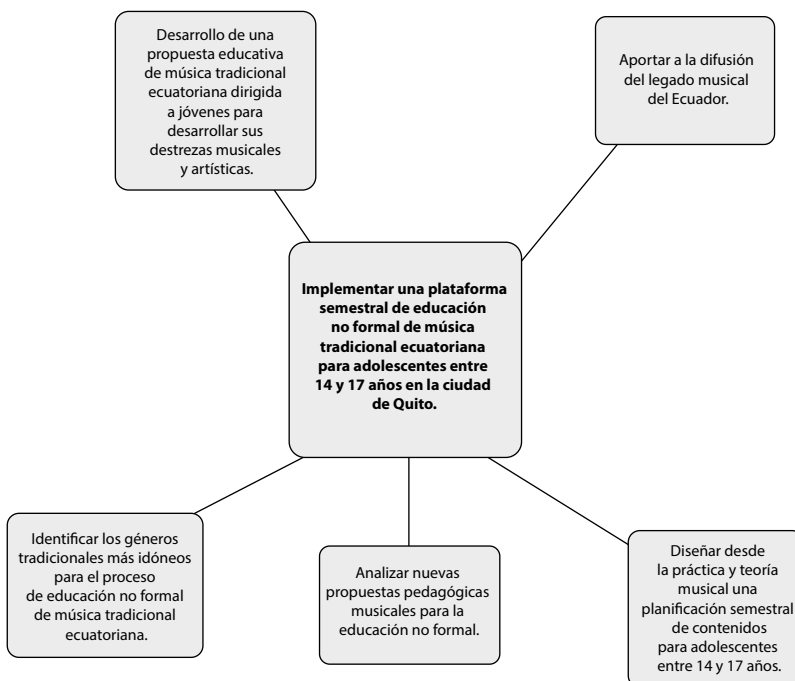 Desarrollo de una
propuesta educativa
de música tradicional
ecuatoriana dirigida
a jóvenes para
desarrollar sus
destrezas musicales
y artísticas.
Aportar a la difusión
del legado musical
del Ecuador.
Implementar una plataforma
semestral de educación
no formal de música
tradicional ecuatoriana
para adolescentes entre
14 y 17 años en la ciudad
de Quito.
Identificar los géneros
tradicionales más idóneos
para el proceso
de educación no formal
de música tradicional
ecuatoriana.
Analizar nuevas
propuestas pedagógicas
musicales para la
educación no formal.
Diseñar desde
la práctica y teoría
musical una
planificación semestral
de contenidos
para adolescentes
entre 14 y 17 años.